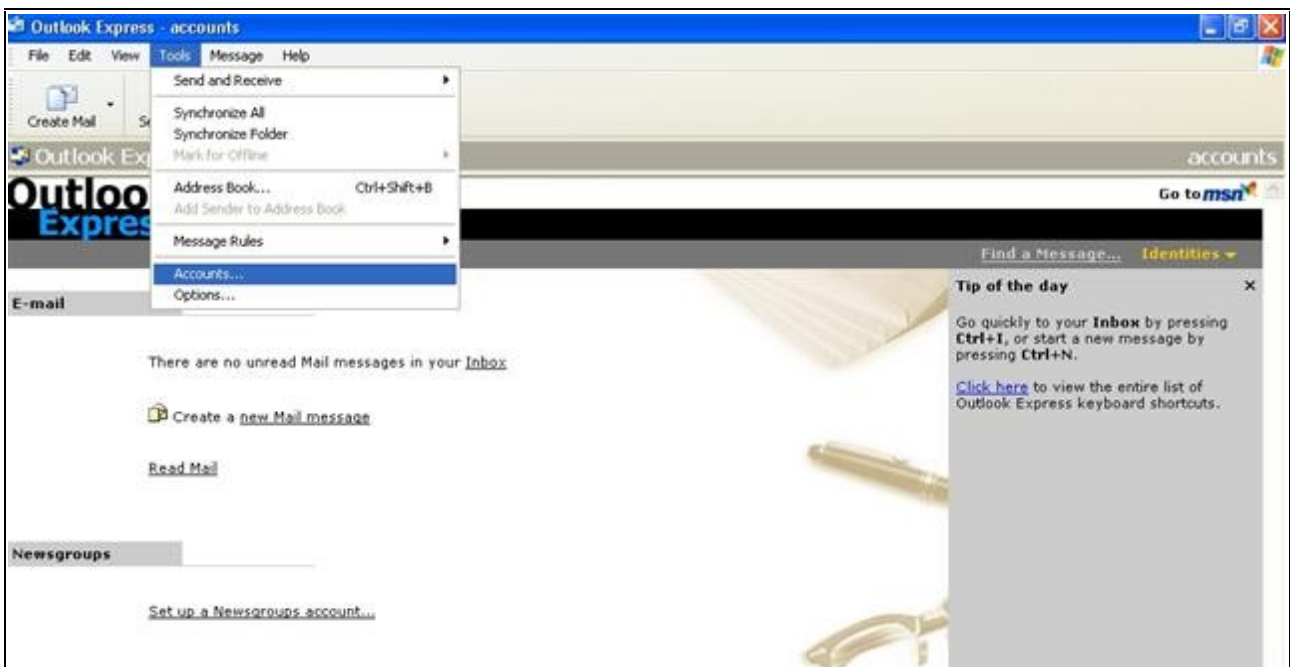 Outlook Express - accounts
File Edit View Tools Message Help
Send and Receive
Create Mail
Synchronize All
Synchronize Folder
Mark for Offline
Outlook Exp
accounts
Address Book... Ctrl+Shift+B
Add Sender to Address Book
Outloo
Expres
Go to msn
Message Rules
Find a Message... Identities
Accounts...
Options...
E-mail
Tip of the day
Go quickly to your Inbox by pressing
Ctrl+I, or start a new message by
pressing Ctrl+N.
There are no unread Mail messages in your Inbox
Click here to view the entire list of
Outlook Express keyboard shortcuts.
Create a new Mail message
Read Mail
Newsgroups
Set up a Newsgroups account...